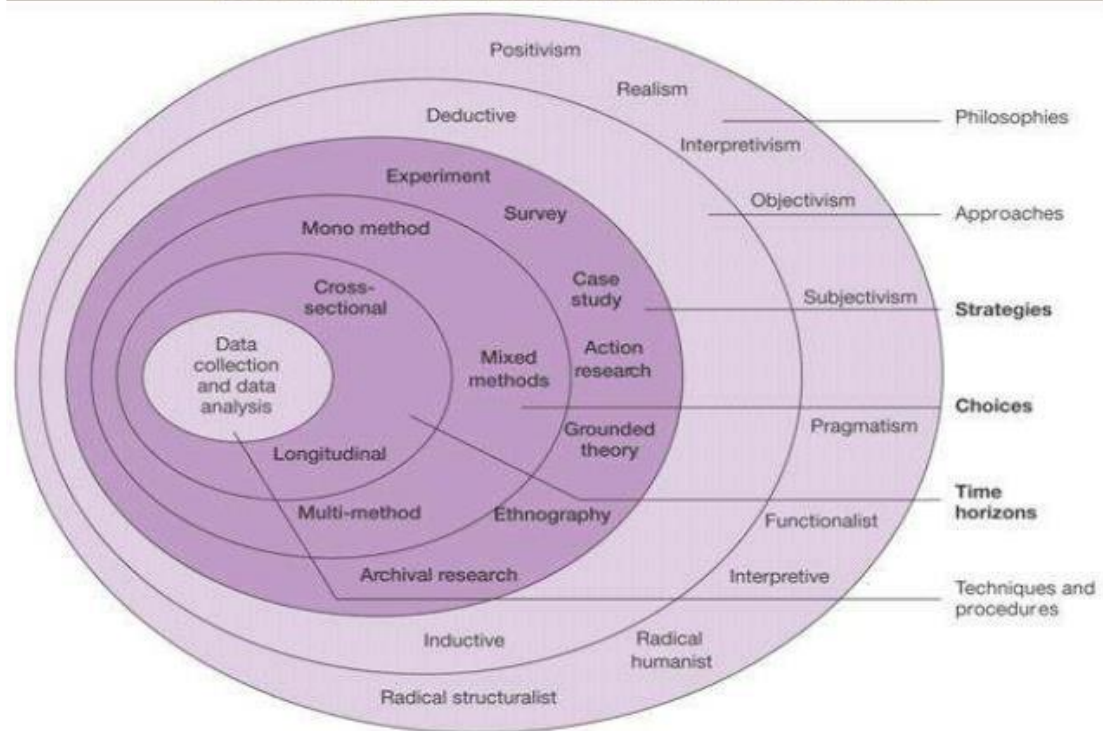 Positivism
Realism
Philosophies
Deductive
Interpretivism
Experiment
Objectivism
Approaches
Survey
Mono method
Cross-
sectional
Case
study
Subjectivism
Strategies
Data
collection
and data
analysis
Mixed
methods
Action
research
Choices
Pragmatism
Grounded
theory
Longitudinal
Time
horizons
Multi-method
Ethnography
Functionalist
Archival research
Interpretive
Techniques and
procedures
Inductive
Radical
humanist
Radical structuralist